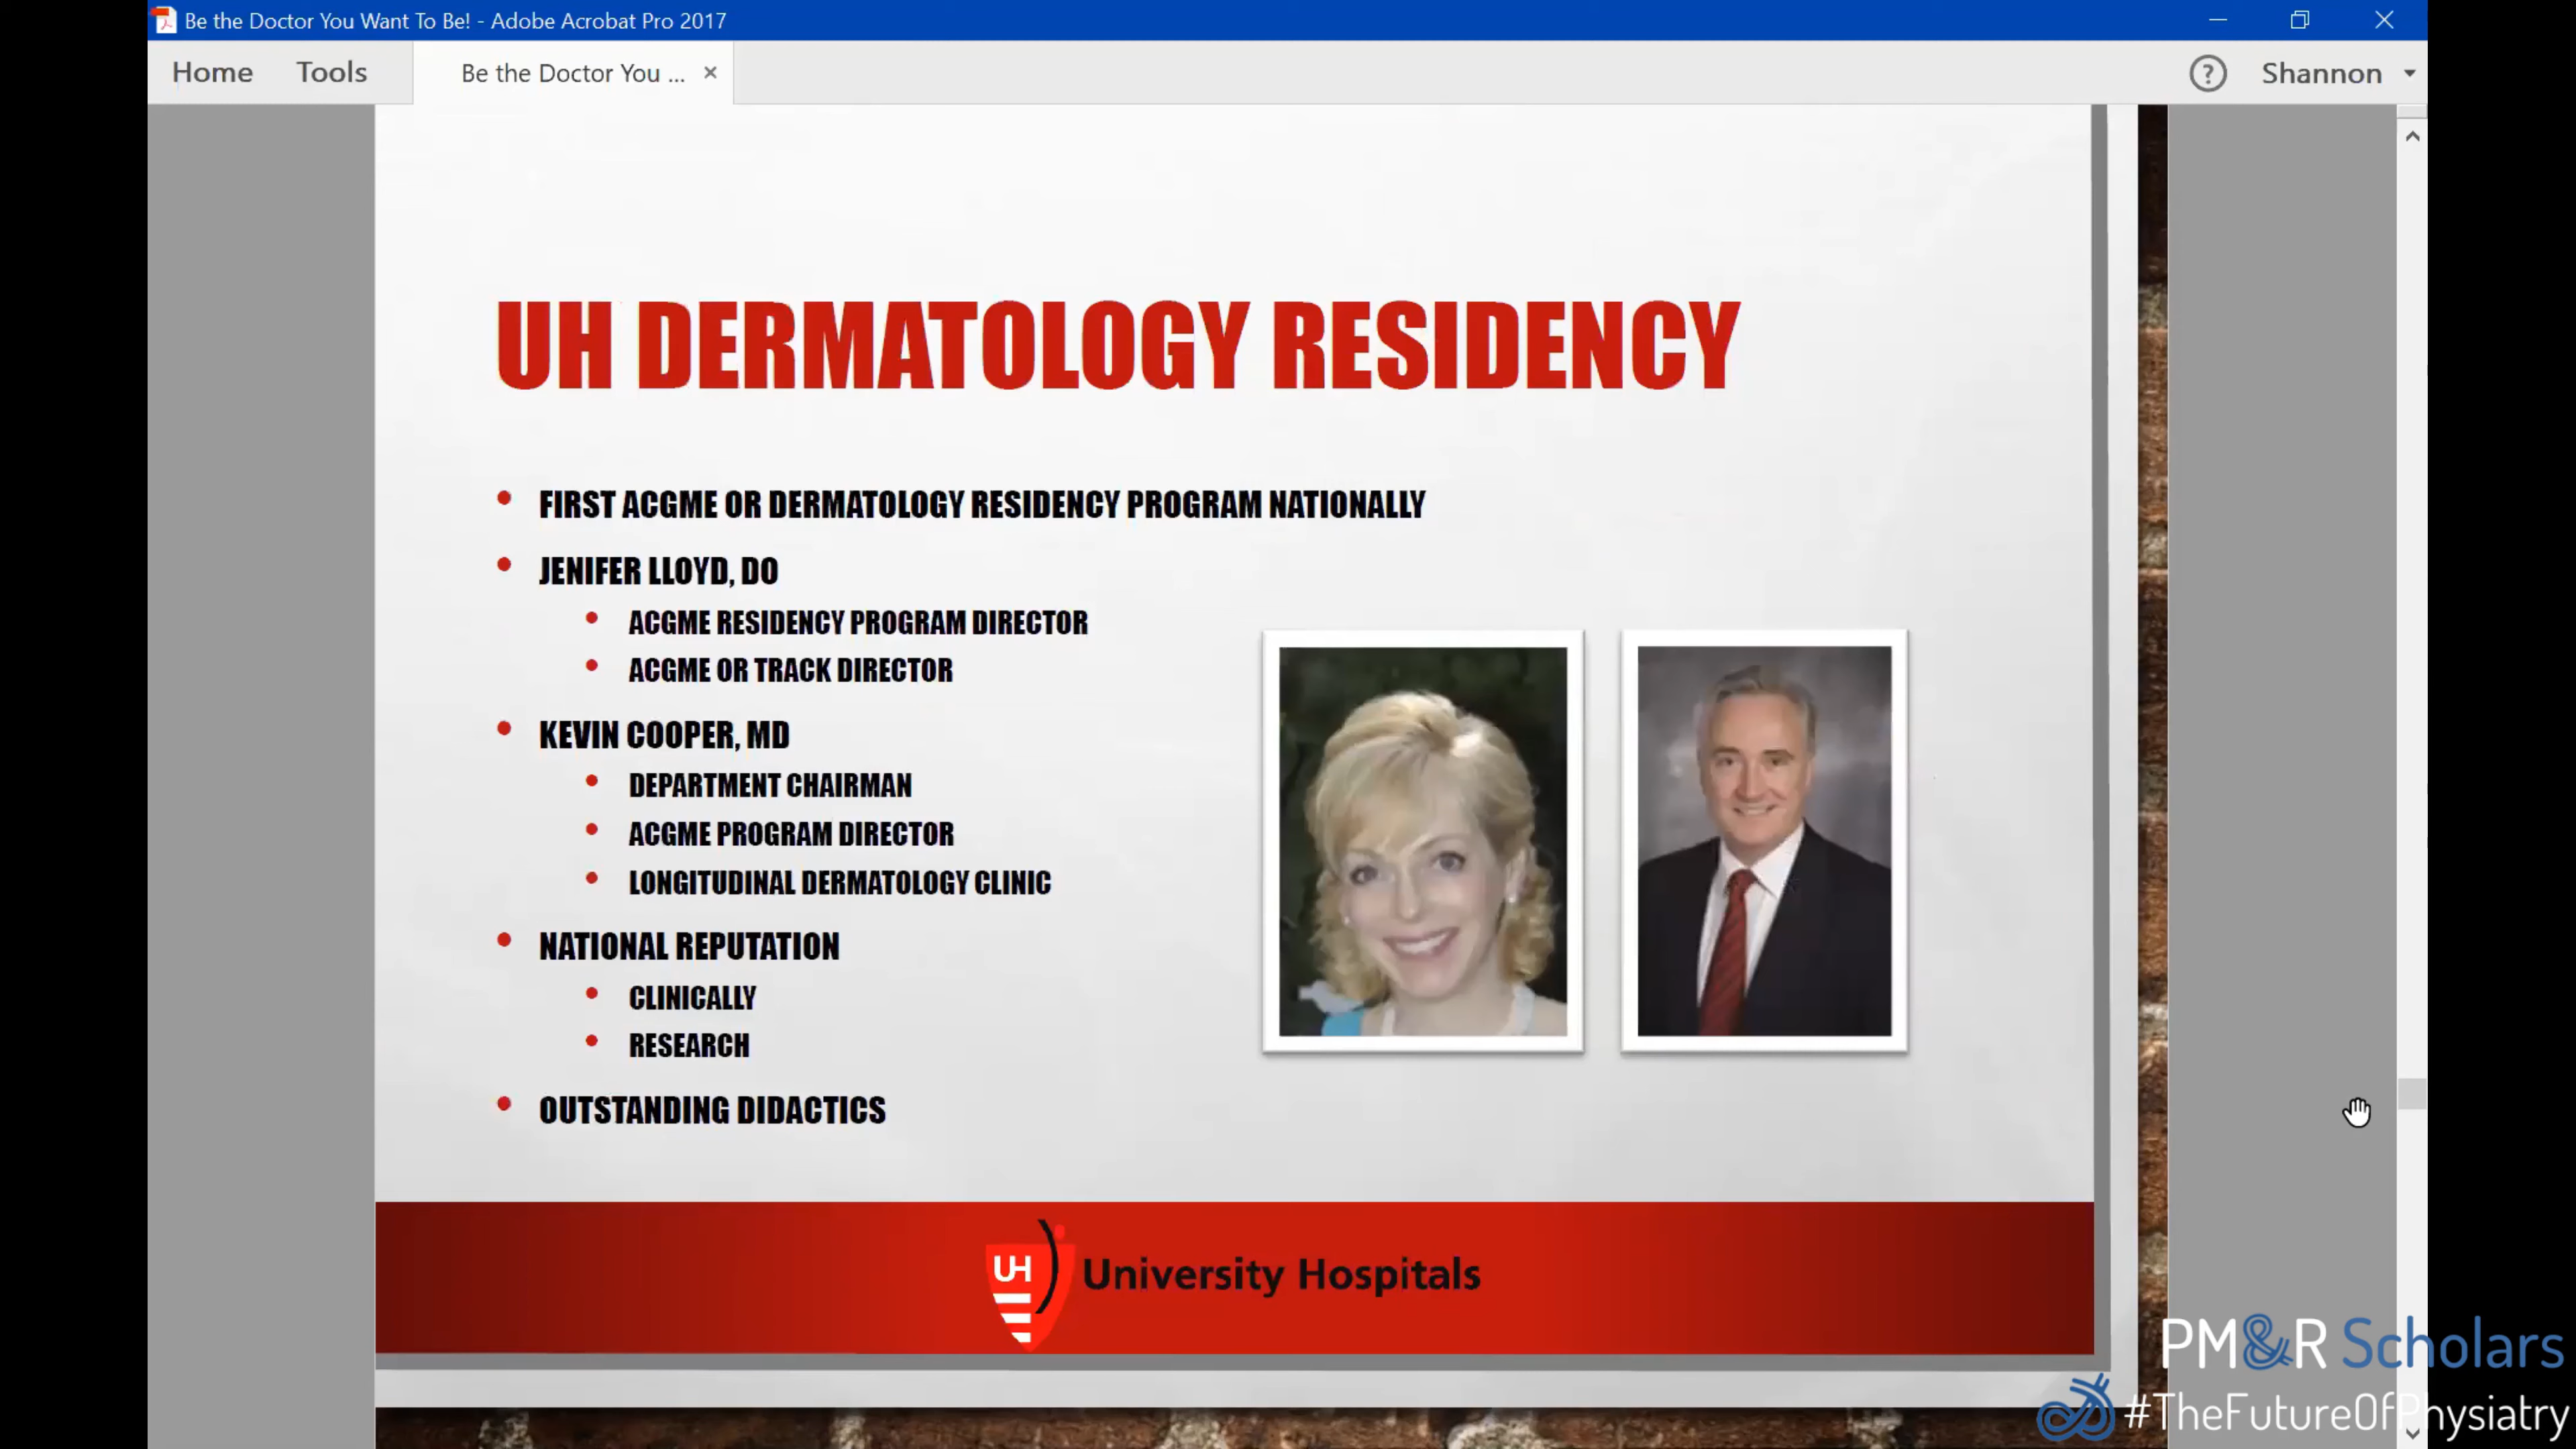 Be the Doctor You Want To Be! - Adobe Acrobat Pro 2017
Home Tools Be the Doctor You ... Shannon
UH DERMATOLOGY RESIDENCY
FIRST ACGME OR DERMATOLOGY RESIDENCY PROGRAM NATIONALLY
JENIFER LLOYD, DO
ACGME RESIDENCY PROGRAM DIRECTOR
ACGME OR TRACK DIRECTOR
KEVIN COOPER, MD
DEPARTMENT CHAIRMAN
ACGME PROGRAM DIRECTOR
LONGITUDINAL DERMATOLOGY CLINIC
NATIONAL REPUTATION
CLINICALLY
RESEARCH
OUTSTANDING DIDACTICS
UH University Hospitals
PM&R Scholars
#TheFutureOfPhysiatry